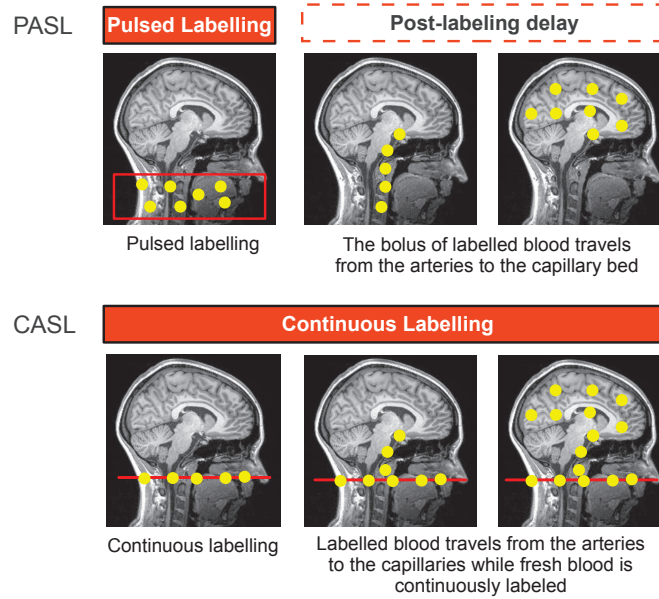 PASL
Pulsed Labelling
Post-labeling delay
Pulsed labelling
The bolus of labelled blood travels
from the arteries to the capillary bed
CASL
Continuous Labelling
Continuous labelling
Labelled blood travels from the arteries
to the capillaries while fresh blood is
continuously labeled